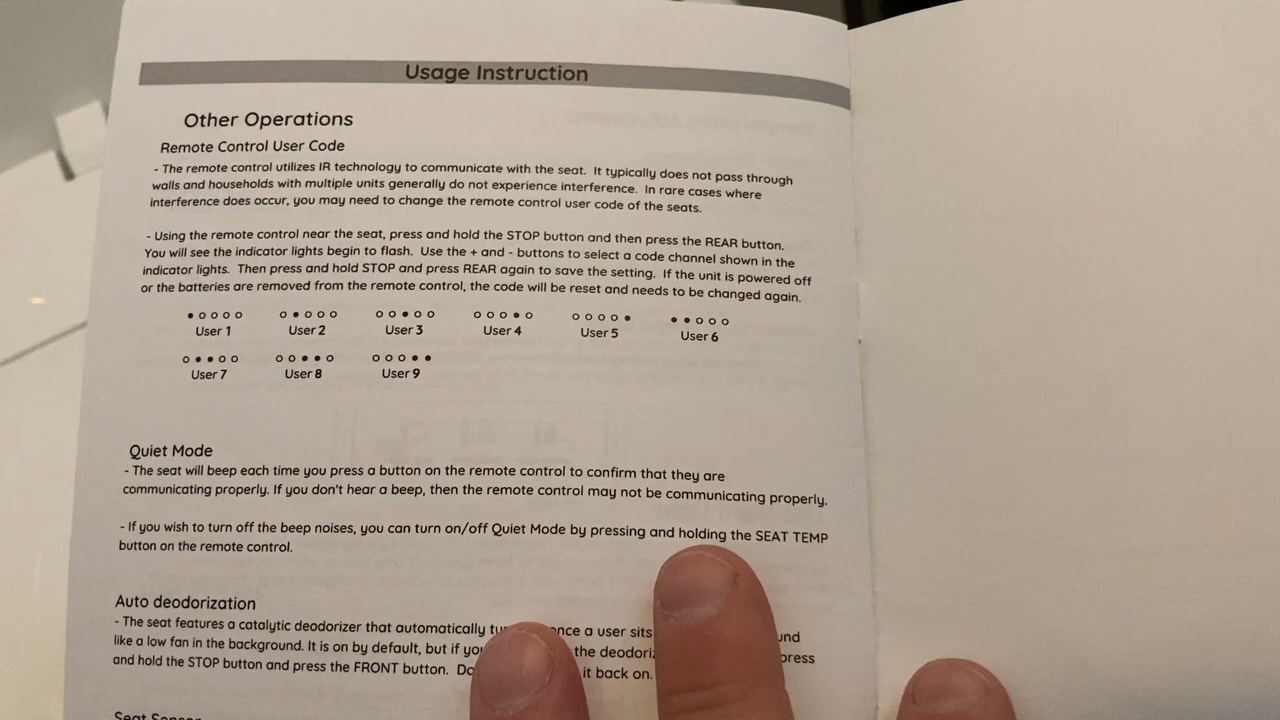 Usage Instruction
Other Operations
Remote Control User Code
- The remote control utilizes IR technology to communicate with the seat. It typically does not pass through
walls and households with multiple units generally do not experience interference. In rare cases where
interference does occur, you may need to change the remote control user code of the seats.
- Using the remote control near the seat, press and hold the STOP button and then press the REAR button.
You will see the indicator lights begin to flash. Use the + and - buttons to select a code channel shown in the
indicator lights. Then press and hold STOP and press REAR again to save the setting. If the unit is powered off
or the batteries are removed from the remote control, the code will be reset and needs to be changed again.
User 1 User 2 User 3 User 4 User 5 User 6
User 7 User 8 User 9
Quiet Mode
- The seat will beep each time you press a button on the remote control to confirm that they are
communicating properly. If you don't hear a beep, then the remote control may not be communicating properly.
- If you wish to turn off the beep noises, you can turn on/off Quiet Mode by pressing and holding the SEAT TEMP
button on the remote control.
Auto deodorization
- The seat features a catalytic deodorizer that automatically once a user sits
like a low fan in the background. It is on by default, but if you the press
and hold the STOP button and press the FRONT button. it back on.
Seat Sensor